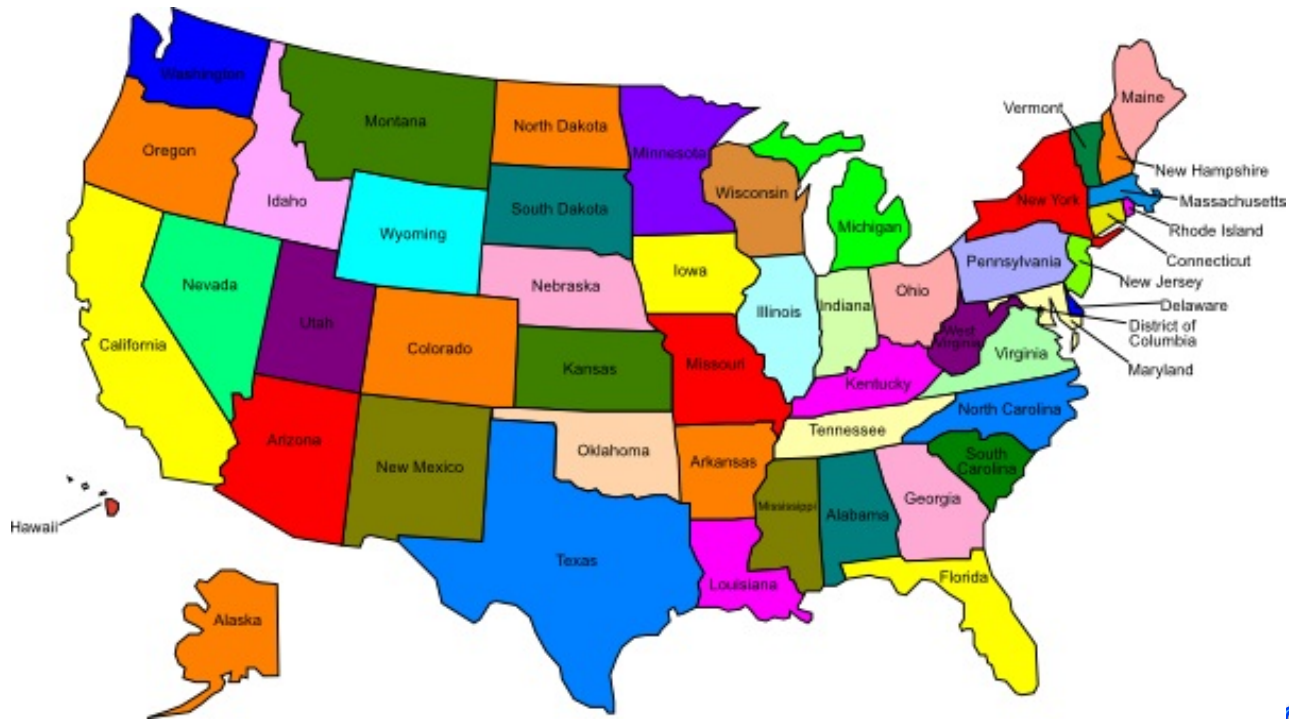 Washington
Oregon
California
Nevada
Idaho
Montana
Wyoming
Utah
Colorado
Arizona
New Mexico
North Dakota
South Dakota
Nebraska
Kansas
Oklahoma
Texas
Minnesota
Iowa
Missouri
Arkansas
Louisiana
Wisconsin
Illinois
Michigan
Indiana
Ohio
Kentucky
Tennessee
Mississippi
Alabama
Georgia
Florida
South
Carolina
North Carolina
Virginia
West
Virginia
Pennsylvania
New York
Vermont
Maine
New Hampshire
Massachusetts
Rhode Island
Connecticut
New Jersey
Delaware
District of
Columbia
Maryland
Hawaii
Alaska